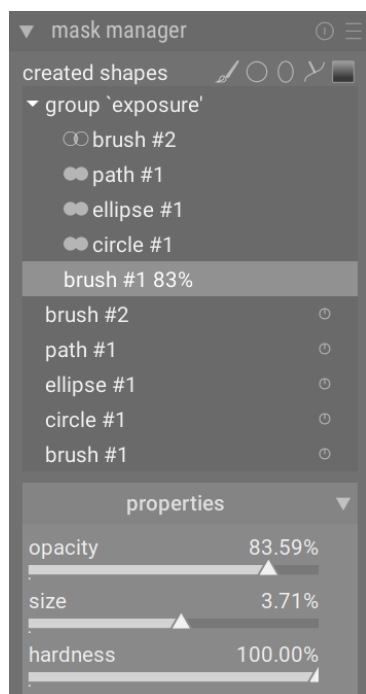 mask manager
created shapes
group `exposure'
brush #2
path #1
ellipse #1
circle #1
brush #1 83%
brush #2
path #1
ellipse #1
circle #1
brush #1
properties
opacity 83.59%
size 3.71%
hardness 100.00%